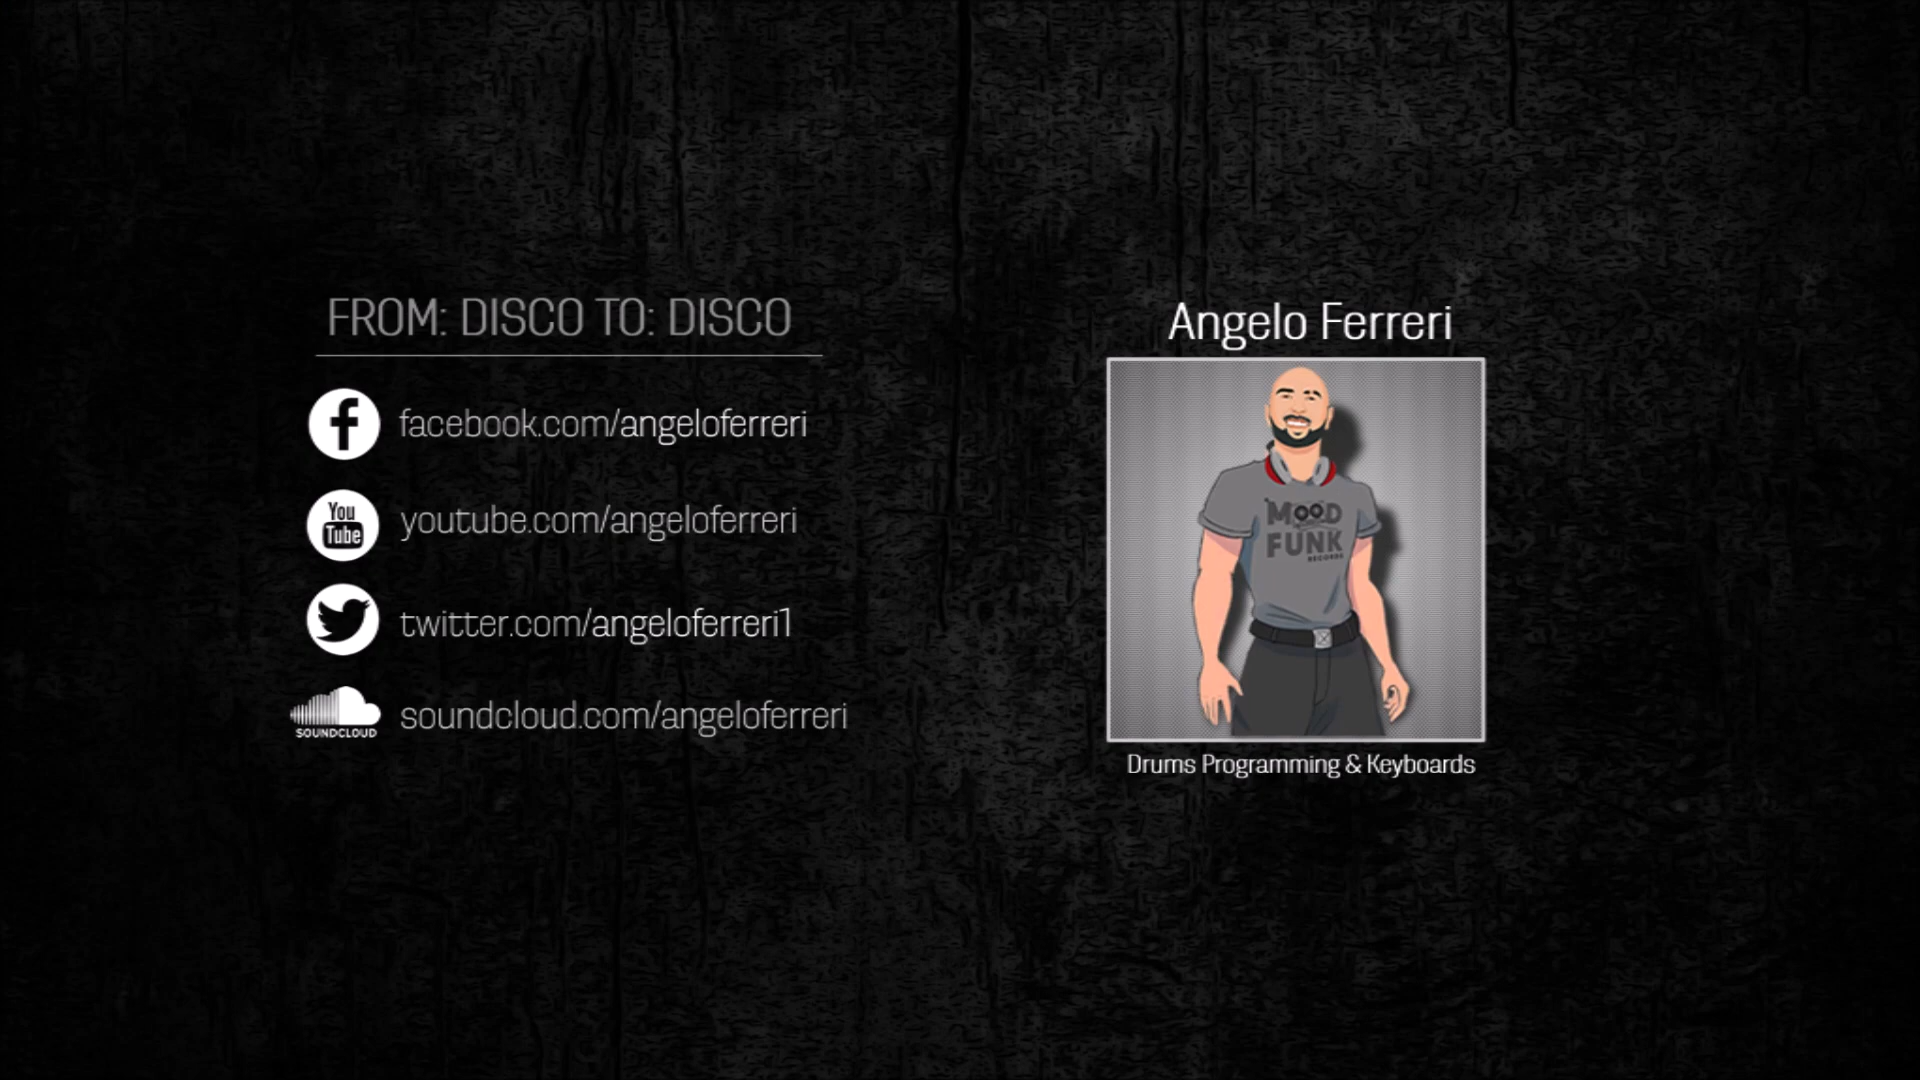 FROM: DISCO TO: DISCO
facebook.com/angeloferreri
You
Tube
youtube.com/angeloferreri
twitter.com/angeloferreri1
SOUNDCLOUD
soundcloud.com/angeloferreri
Angelo Ferreri
MOOD
FUNK
RECORDS
Drums Programming & Keyboards